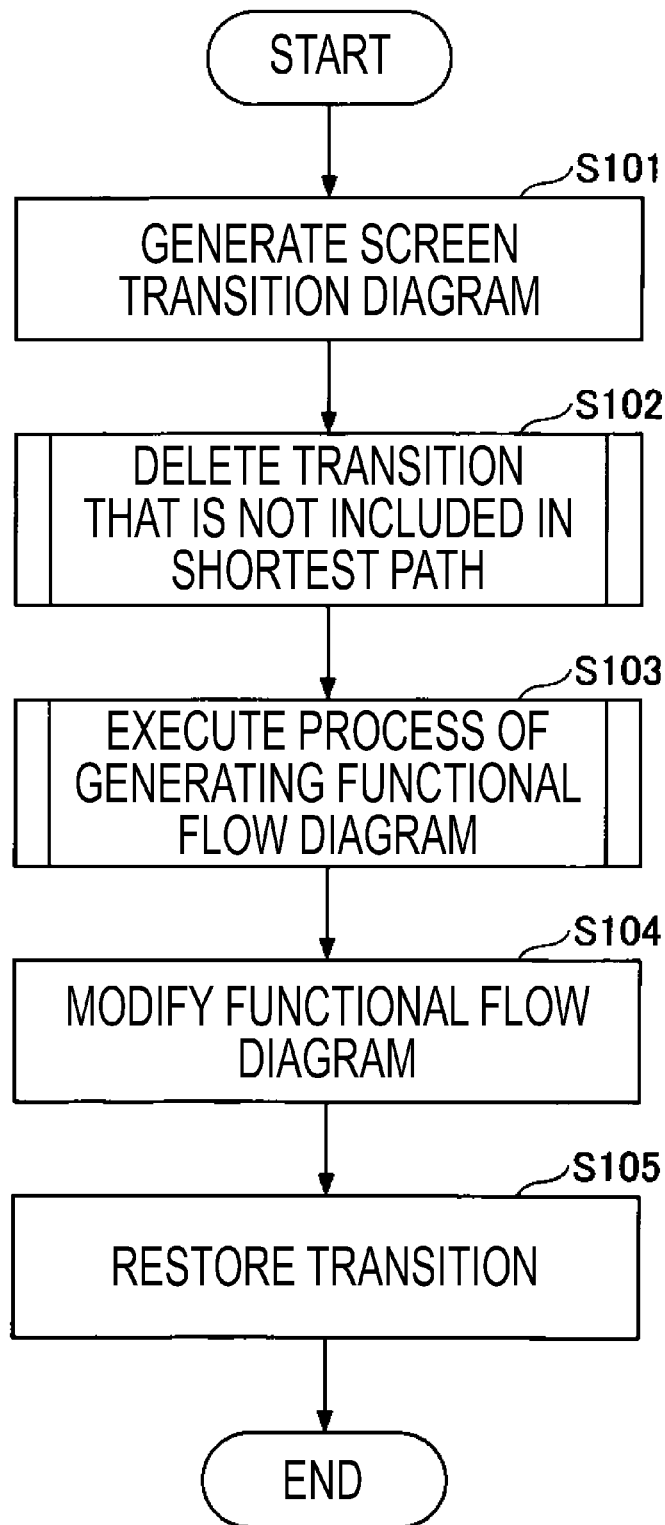 START
S101
GENERATE SCREEN
TRANSITION DIAGRAM
S102
DELETE TRANSITION
THAT IS NOT INCLUDED IN
SHORTEST PATH
S103
EXECUTE PROCESS OF
GENERATING FUNCTIONAL
FLOW DIAGRAM
S104
MODIFY FUNCTIONAL FLOW
DIAGRAM
S105
RESTORE TRANSITION
END